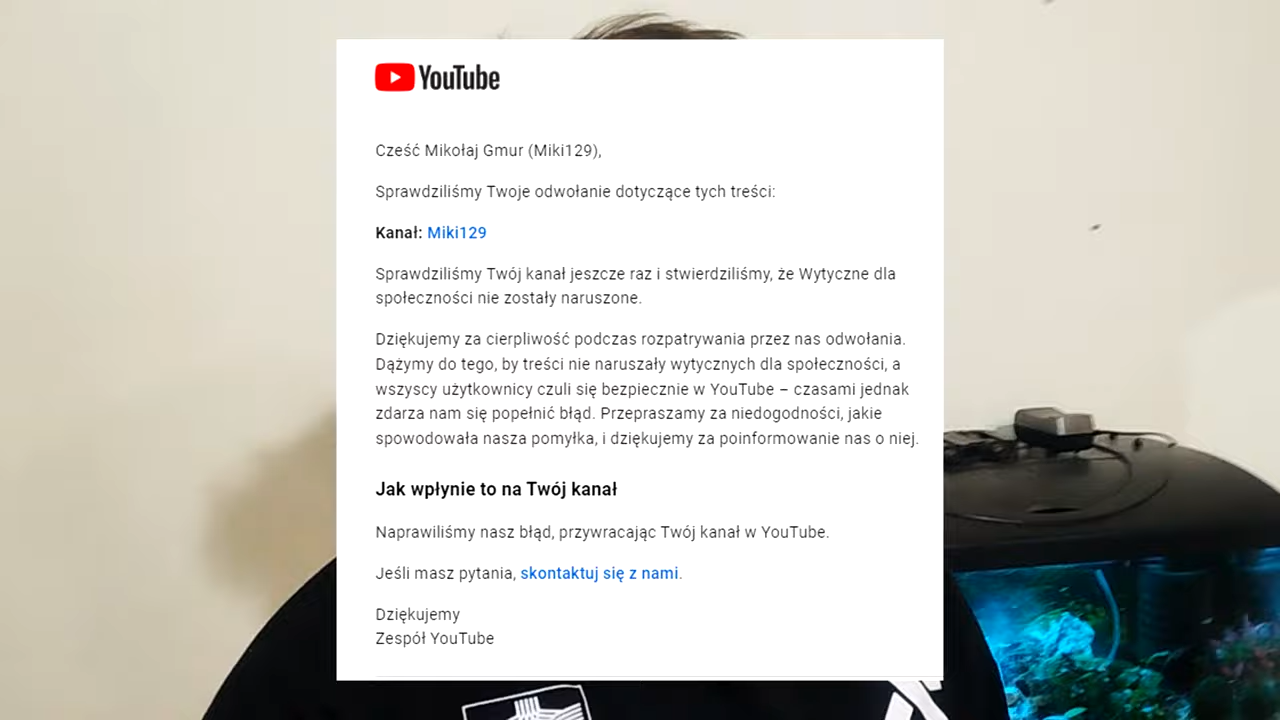 YouTube
Cześć Mikołaj Gmur (Miki129),
Sprawdziliśmy Twoje odwołanie dotyczące tych treści:
Kanał: Miki129
Sprawdziliśmy Twój kanał jeszcze raz i stwierdziliśmy, że Wytyczne dla
społeczności nie zostały naruszone.
Dziękujemy za cierpliwość podczas rozpatrywania przez nas odwołania.
Dążymy do tego, by treści nie naruszały wytycznych dla społeczności, a
wszyscy użytkownicy czuli się bezpiecznie w YouTube – czasami jednak
zdarza nam się popełnić błąd. Przepraszamy za niedogodności, jakie
spowodowała nasza pomyłka, i dziękujemy za poinformowanie nas o niej.
Jak wpłynie to na Twój kanał
Naprawiliśmy nasz błąd, przywracając Twój kanał w YouTube.
Jeśli masz pytania, skontaktuj się z nami.
Dziękujemy
Zespół YouTube